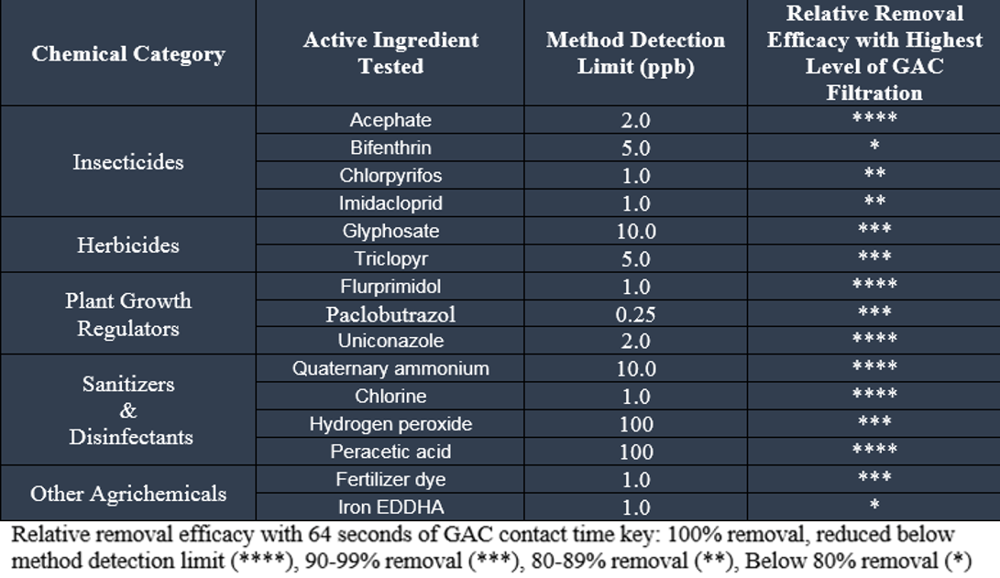 Chemical Category Active Ingredient Tested Method Detection Limit (ppb) Relative Removal Efficacy with Highest Level of GAC Filtration
Insecticides
Acephate 2.0 ****
Bifenthrin 5.0 *
Chlorpyrifos 1.0 **
Imidacloprid 1.0 **
Herbicides
Glyphosate 10.0 ***
Triclopyr 5.0 ***
Plant Growth Regulators
Flurprimidol 1.0 ****
Paclobutrazol 0.25 ***
Uniconazole 2.0 ****
Sanitizers & Disinfectants
Quaternary ammonium 10.0 ****
Chlorine 1.0 ****
Hydrogen peroxide 100 ***
Peracetic acid 100 ****
Other Agrichemicals
Fertilizer dye 1.0 ***
Iron EDDHA 1.0 *
Relative removal efficacy with 64 seconds of GAC contact time key: 100% removal, reduced below
method detection limit (****), 90-99% removal (***), 80-89% removal (**), Below 80% removal (*)